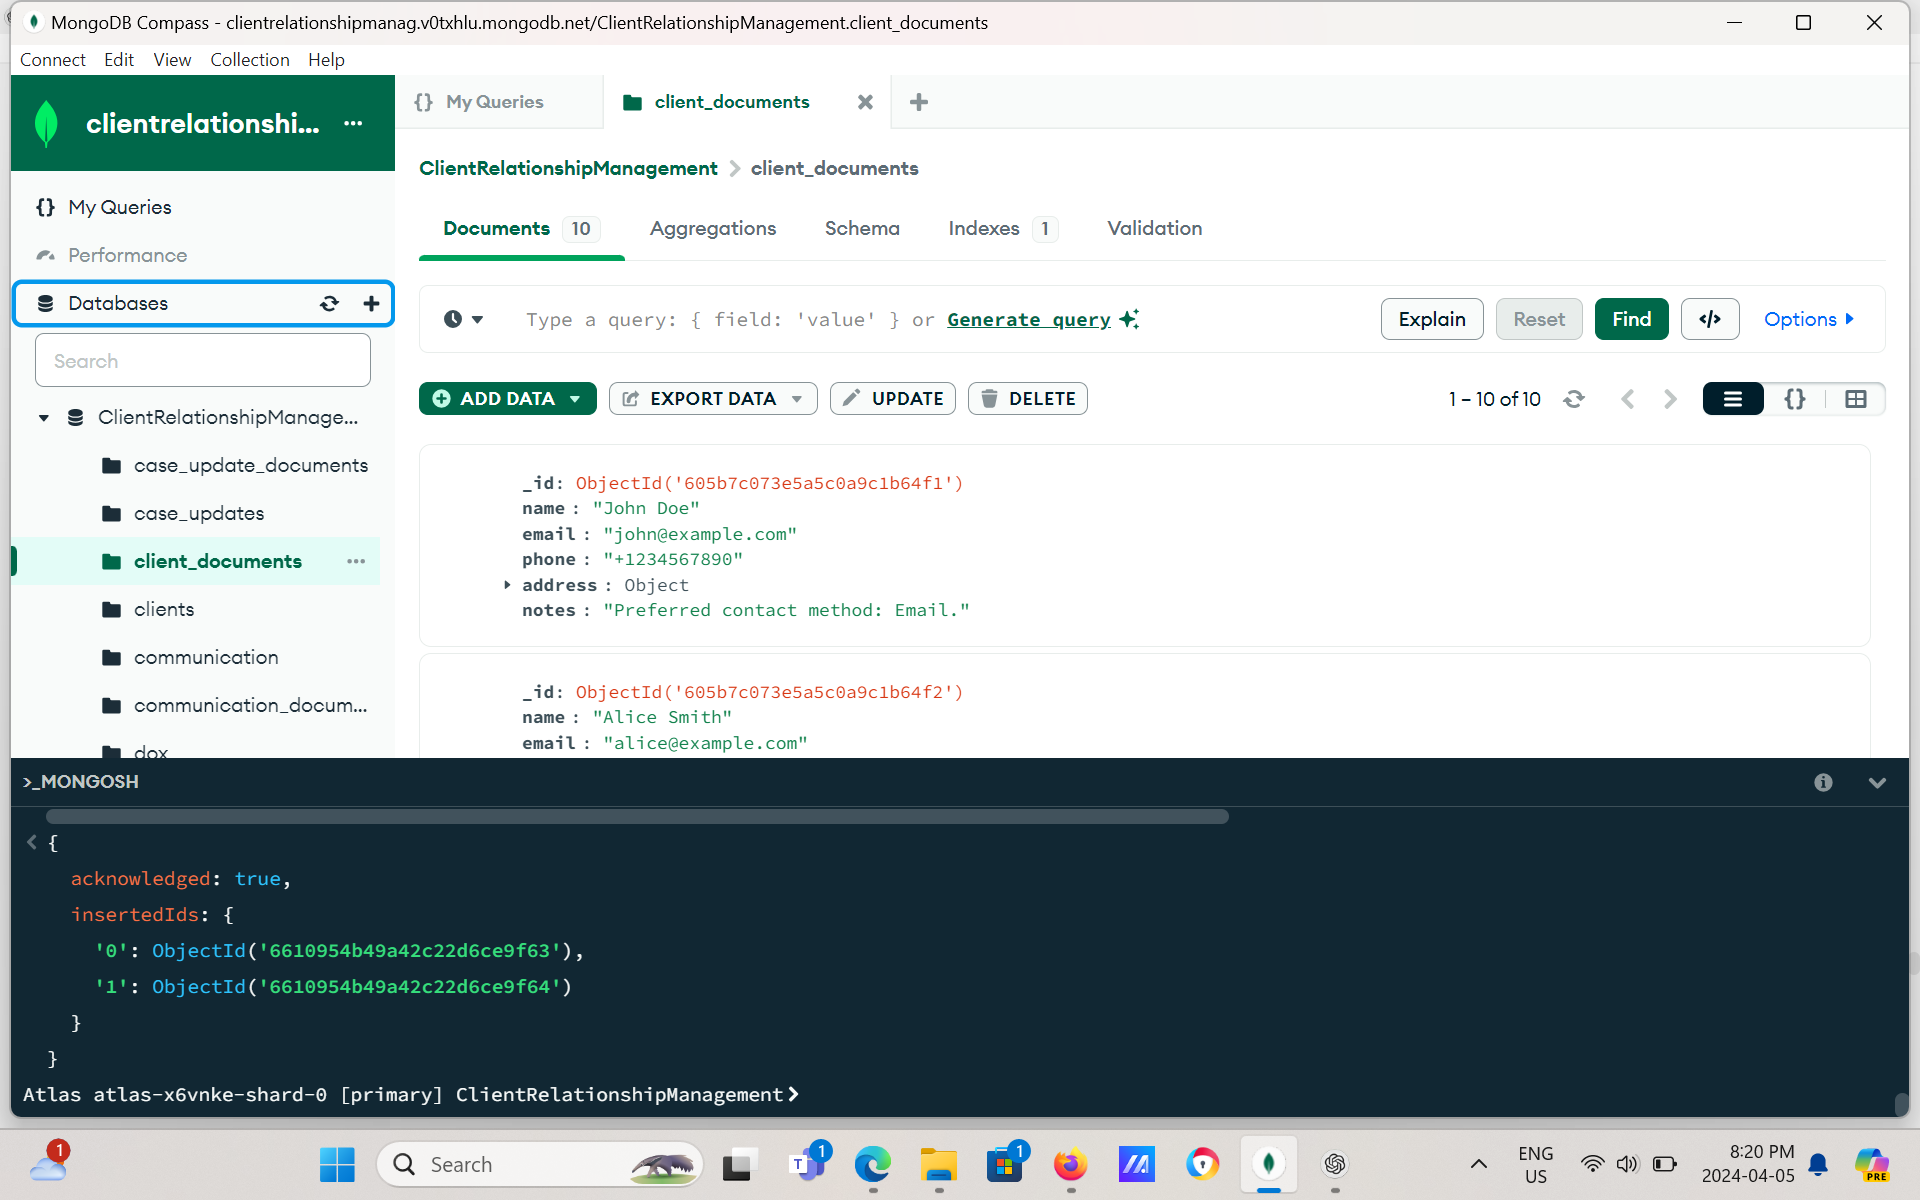 MongoDB Compass - clientrelationshipmanag.v0txhlu.mongodb.net/ClientRelationshipManagement.client_documents
Connect Edit View Collection Help
clientrelationshi...
{} My Queries
client_documents
My Queries
Performance
Databases
Search
ClientRelationshipManage...
case_update_documents
case_updates
client_documents
clients
communication
communication_docum...
dox
ClientRelationshipManagement > client_documents
Documents 10 Aggregations Schema Indexes 1 Validation
Type a query: { field: 'value' } or Generate query
Explain Reset Find </> Options
ADD DATA EXPORT DATA UPDATE DELETE
1 – 10 of 10
_id: ObjectId('605b7c073e5a5c0a9c1b64f1')
name : "John Doe"
email : "john@example.com"
phone : "+1234567890"
address : Object
notes : "Preferred contact method: Email."
_id: ObjectId('605b7c073e5a5c0a9c1b64f2')
name : "Alice Smith"
email : "alice@example.com"
>_MONGOSH
< {
acknowledged: true,
insertedIds: {
'0': ObjectId('6610954b49a42c22d6ce9f63'),
'1': ObjectId('6610954b49a42c22d6ce9f64')
}
}
Atlas atlas-x6vnke-shard-0 [primary] ClientRelationshipManagement>
1
Search
T 1
1
ENG
US
8:20 PM
2024-04-05
PRE